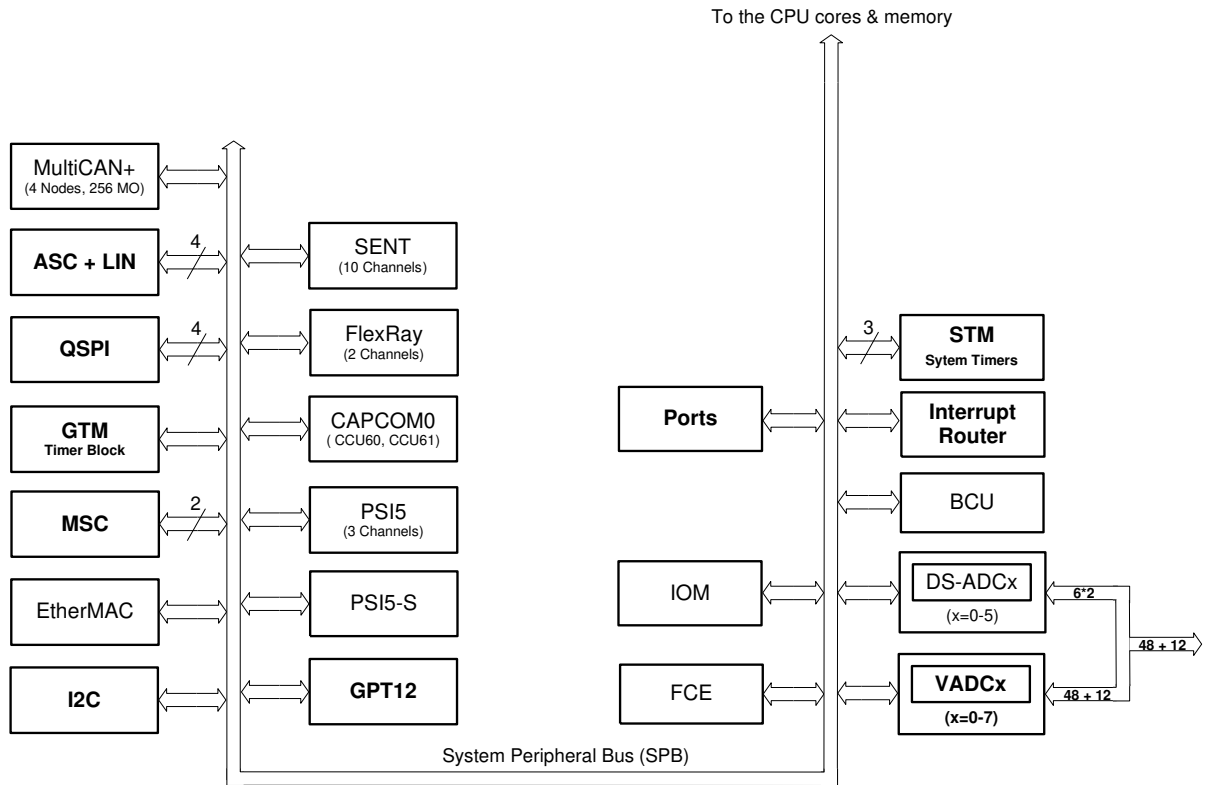 To the CPU cores & memory
MultiCAN+
(4 Nodes, 256 MO)
ASC + LIN
4
SENT
(10 Channels)
QSPI
4
FlexRay
(2 Channels)
3
STM
Sytem Timers
GTM
Timer Block
CAPCOM0
( CCU60, CCU61)
Ports
Interrupt
Router
MSC
2
PSI5
(3 Channels)
BCU
EtherMAC
PSI5-S
IOM
DS-ADCx
(x=0-5)
6*2
48 + 12
I2C
GPT12
FCE
VADCx
(x=0-7)
48 + 12
System Peripheral Bus (SPB)